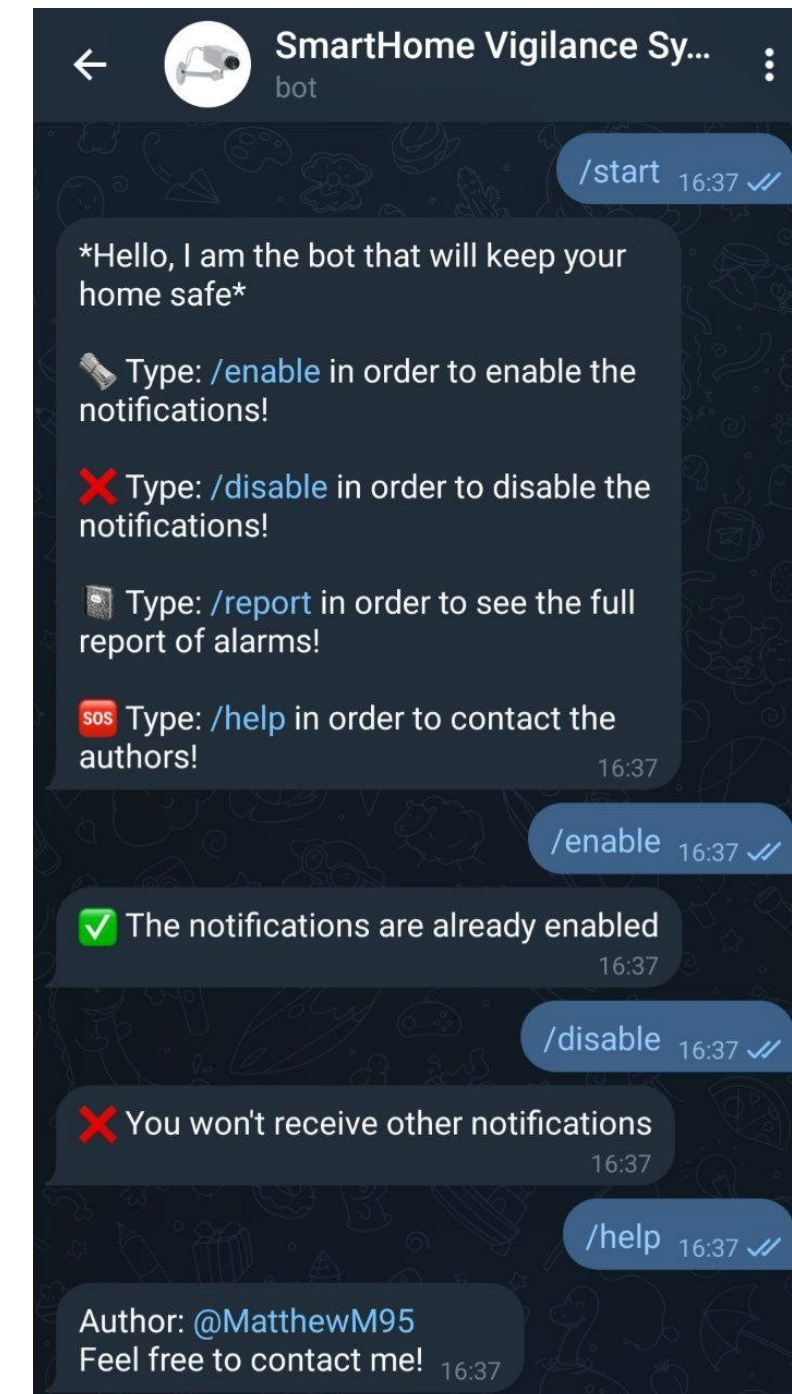 SmartHome Vigilance Sy...
bot
/start 16:37
*Hello, I am the bot that will keep your
home safe*
🗞 Type: /enable in order to enable the
notifications!
❌ Type: /disable in order to disable the
notifications!
📓 Type: /report in order to see the full
report of alarms!
🆘 Type: /help in order to contact the
authors!
16:37
/enable 16:37
✅ The notifications are already enabled
16:37
/disable 16:37
❌ You won't receive other notifications
16:37
/help 16:37
Author: @MatthewM95
Feel free to contact me! 16:37